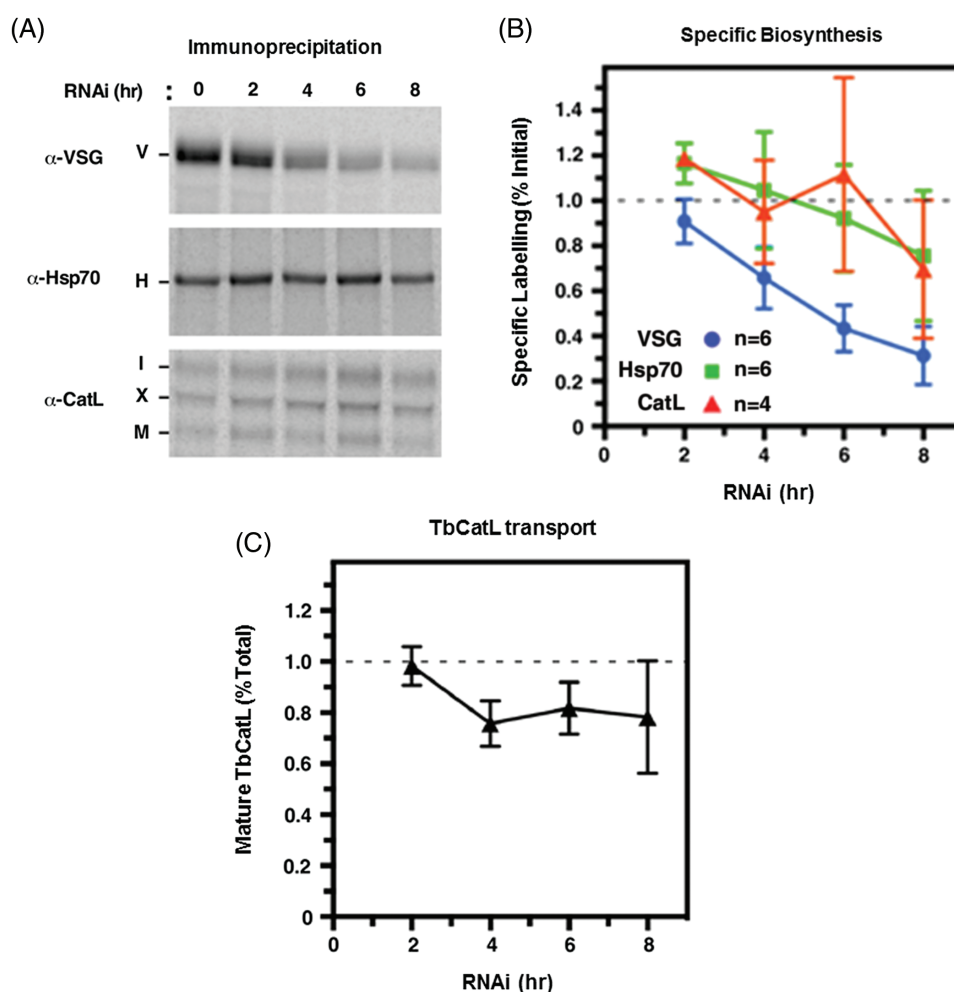 (A)
Immunoprecipitation
RNAi (hr) : 0 2 4 6 8
α-VSG V
α-Hsp70 H
α-CatL I
X
M
(B)
Specific Biosynthesis
Specific Labelling (% Initial)
1.4
1.2
1.0
0.8
0.6
0.4
0.2
0
VSG n=6
Hsp70 n=6
CatL n=4
0 2 4 6 8
RNAi (hr)
(C)
TbCatL transport
Mature TbCatL (% Total)
1.2
1.0
0.8
0.6
0.4
0.2
0
0 2 4 6 8
RNAi (hr)